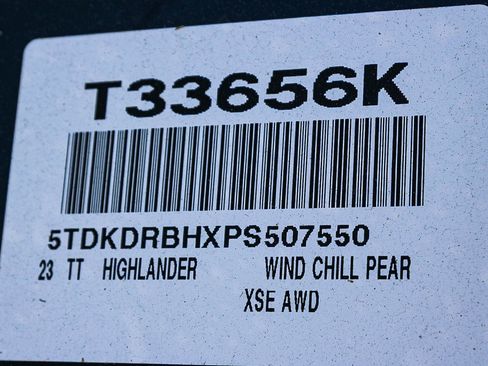 T33656K
5TDKDRBHXPS507550
23 TT HIGHLANDER WIND CHILL PEAR
XSE AWD